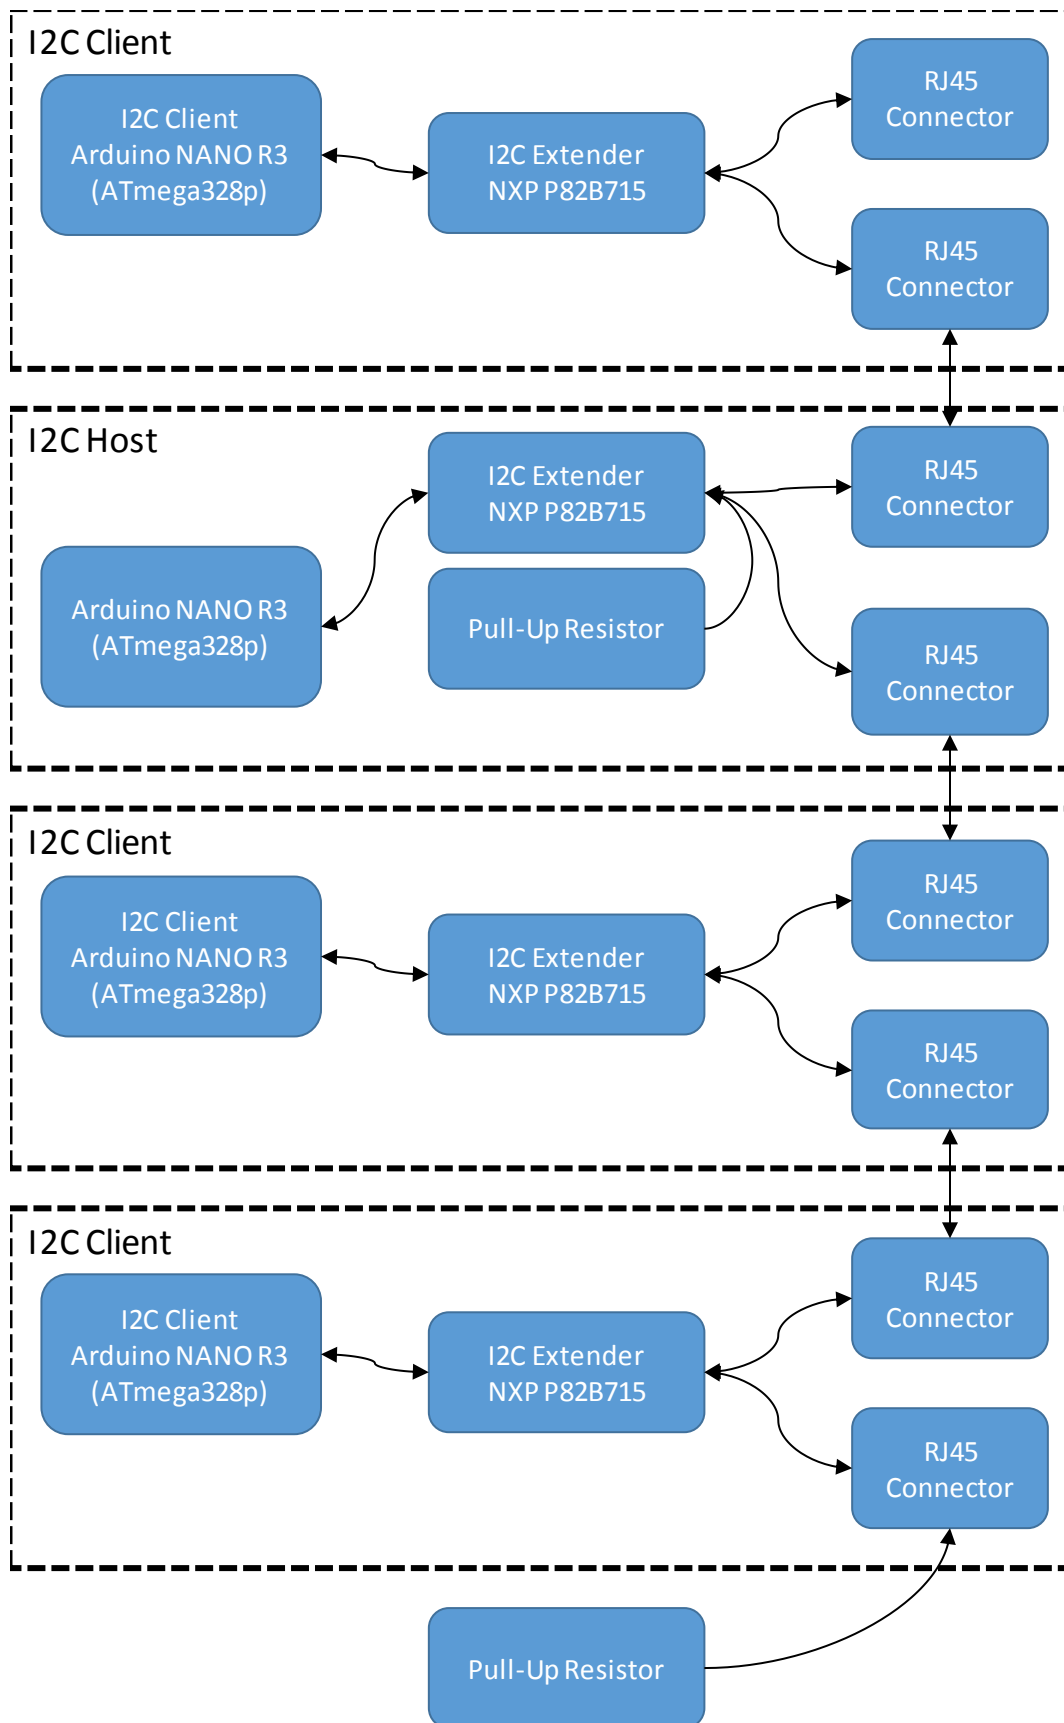 I2C Client
I2C Client
Arduino NANO R3
(ATmega328p)
I2C Extender
NXP P82B715
RJ45
Connector
RJ45
Connector
I2C Host
I2C Extender
NXP P82B715
RJ45
Connector
Arduino NANO R3
(ATmega328p)
Pull-Up Resistor
RJ45
Connector
I2C Client
I2C Client
Arduino NANO R3
(ATmega328p)
I2C Extender
NXP P82B715
RJ45
Connector
RJ45
Connector
I2C Client
I2C Client
Arduino NANO R3
(ATmega328p)
I2C Extender
NXP P82B715
RJ45
Connector
RJ45
Connector
Pull-Up Resistor